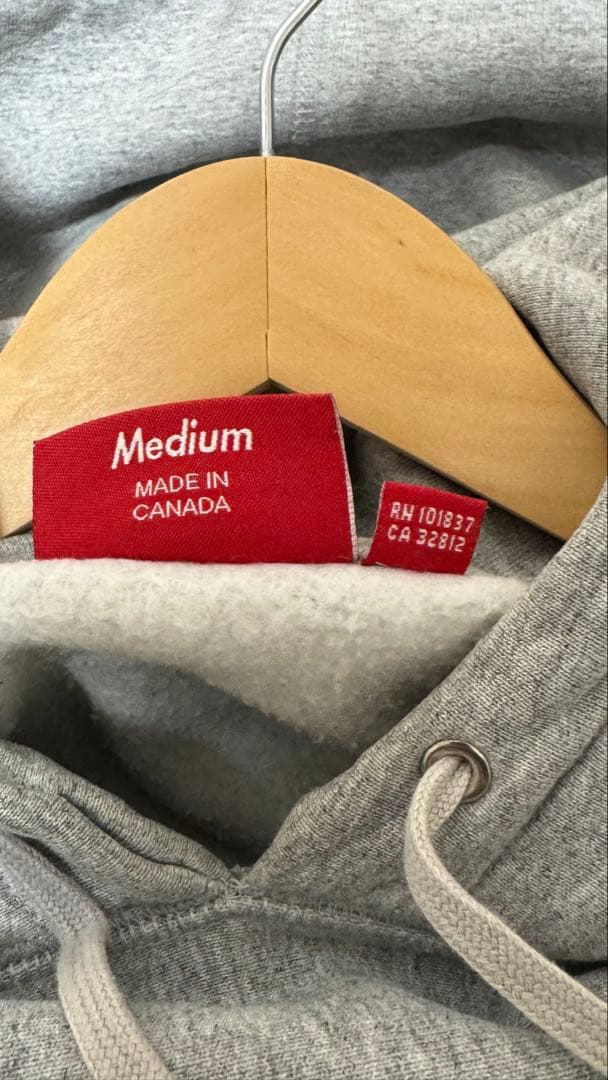 Medium
MADE IN
CANADA
RN 101837
CA 32812